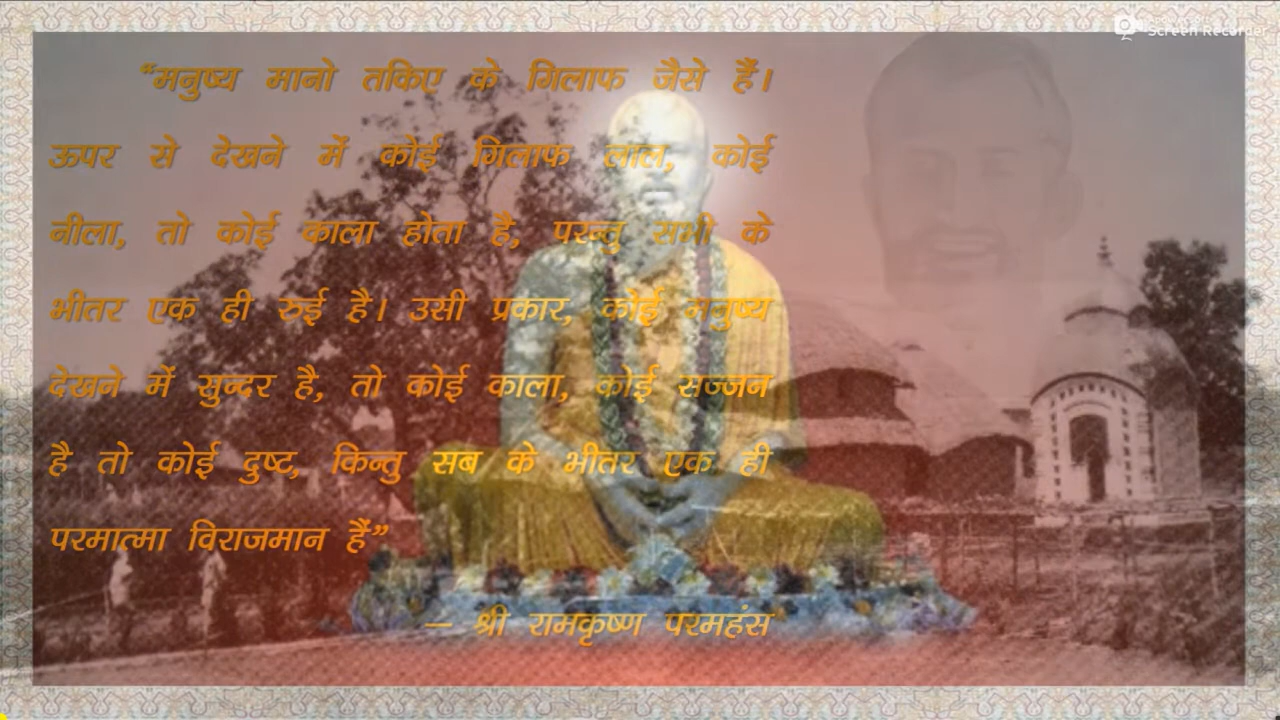 Apowersoft
Screen Recorder
“मनुष्य मानो तकिए के गिलाफ जैसे हैं।
ऊपर से देखने में कोई गिलाफ लाल, कोई
नीला, तो कोई काला होता है, परन्तु सभी के
भीतर एक ही रुई है। उसी प्रकार, कोई मनुष्य
देखने में सुन्दर है, तो कोई काला, कोई सज्जन
है तो कोई दुष्ट, किन्तु सब के भीतर एक ही
परमात्मा विराजमान हैं”
— श्री रामकृष्ण परमहंस